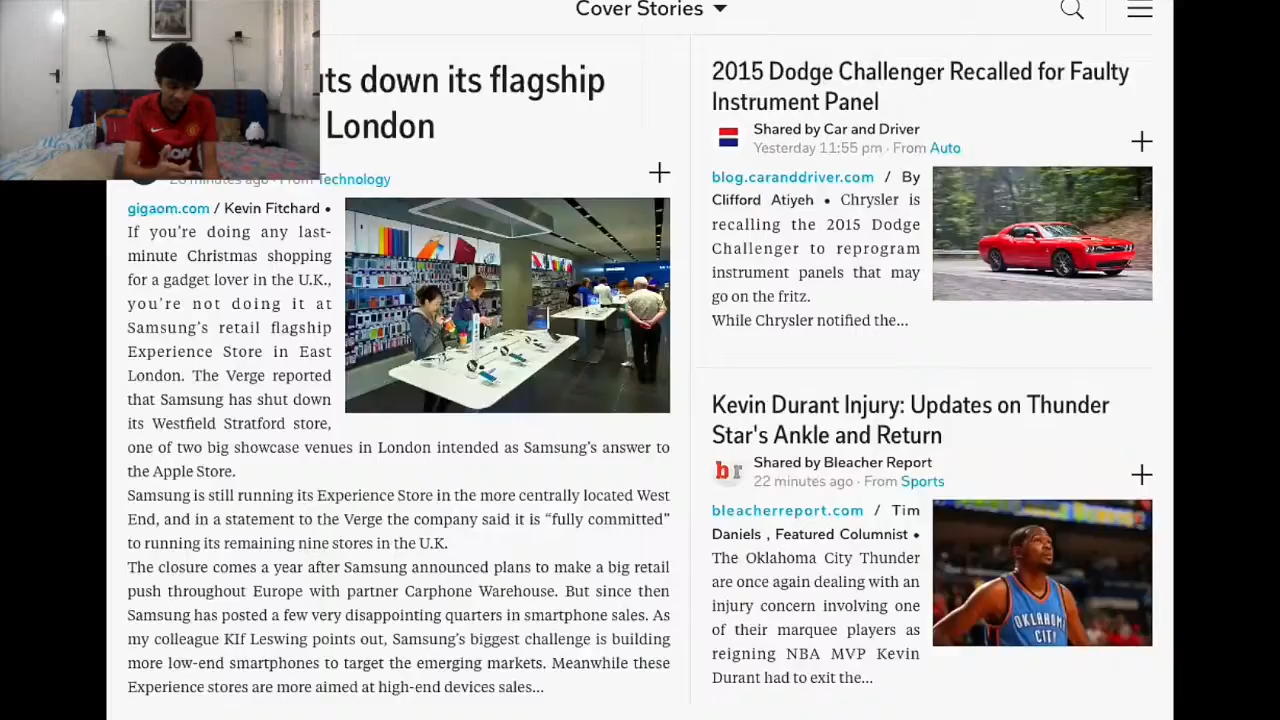 Cover Stories
uts down its flagship
London
20 minutes ago · From Technology
gigaom.com / Kevin Fitchard •
If you're doing any last-
minute Christmas shopping
for a gadget lover in the U.K.,
you're not doing it at
Samsung's retail flagship
Experience Store in East
London. The Verge reported
that Samsung has shut down
its Westfield Stratford store,
one of two big showcase venues in London intended as Samsung's answer to
the Apple Store.
Samsung is still running its Experience Store in the more centrally located West
End, and in a statement to the Verge the company said it is “fully committed”
to running its remaining nine stores in the U.K.
The closure comes a year after Samsung announced plans to make a big retail
push throughout Europe with partner Carphone Warehouse. But since then
Samsung has posted a few very disappointing quarters in smartphone sales. As
my colleague KIf Leswing points out, Samsung's biggest challenge is building
more low-end smartphones to target the emerging markets. Meanwhile these
Experience stores are more aimed at high-end devices sales...
2015 Dodge Challenger Recalled for Faulty
Instrument Panel
Shared by Car and Driver
Yesterday 11:55 pm · From Auto
blog.caranddriver.com / By
Clifford Atiyeh • Chrysler is
recalling the 2015 Dodge
Challenger to reprogram
instrument panels that may
go on the fritz.
While Chrysler notified the...
Kevin Durant Injury: Updates on Thunder
Star's Ankle and Return
br
Shared by Bleacher Report
22 minutes ago · From Sports
bleacherreport.com / Tim
Daniels , Featured Columnist •
The Oklahoma City Thunder
are once again dealing with an
injury concern involving one
of their marquee players as
reigning NBA MVP Kevin
Durant had to exit the...
OKLAHOMA
CITY